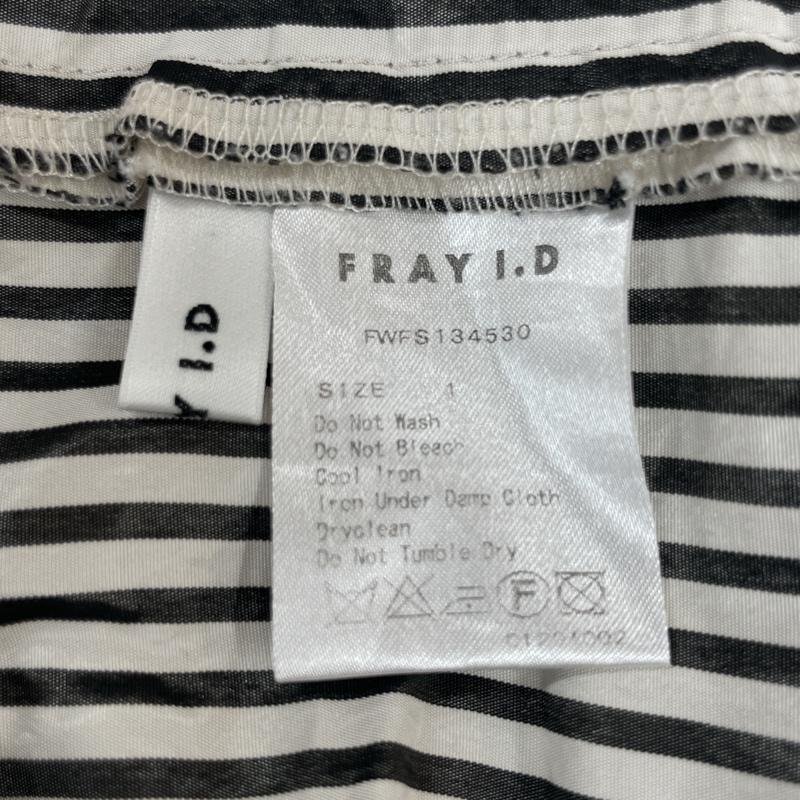 FRAY I.D
FWFS134530
SIZE 1
Do Not Wash
Do Not Bleach
Cool Iron
Iron Under Damp Cloth
Dryclean
Do Not Tumble Dry
F
Y I.D